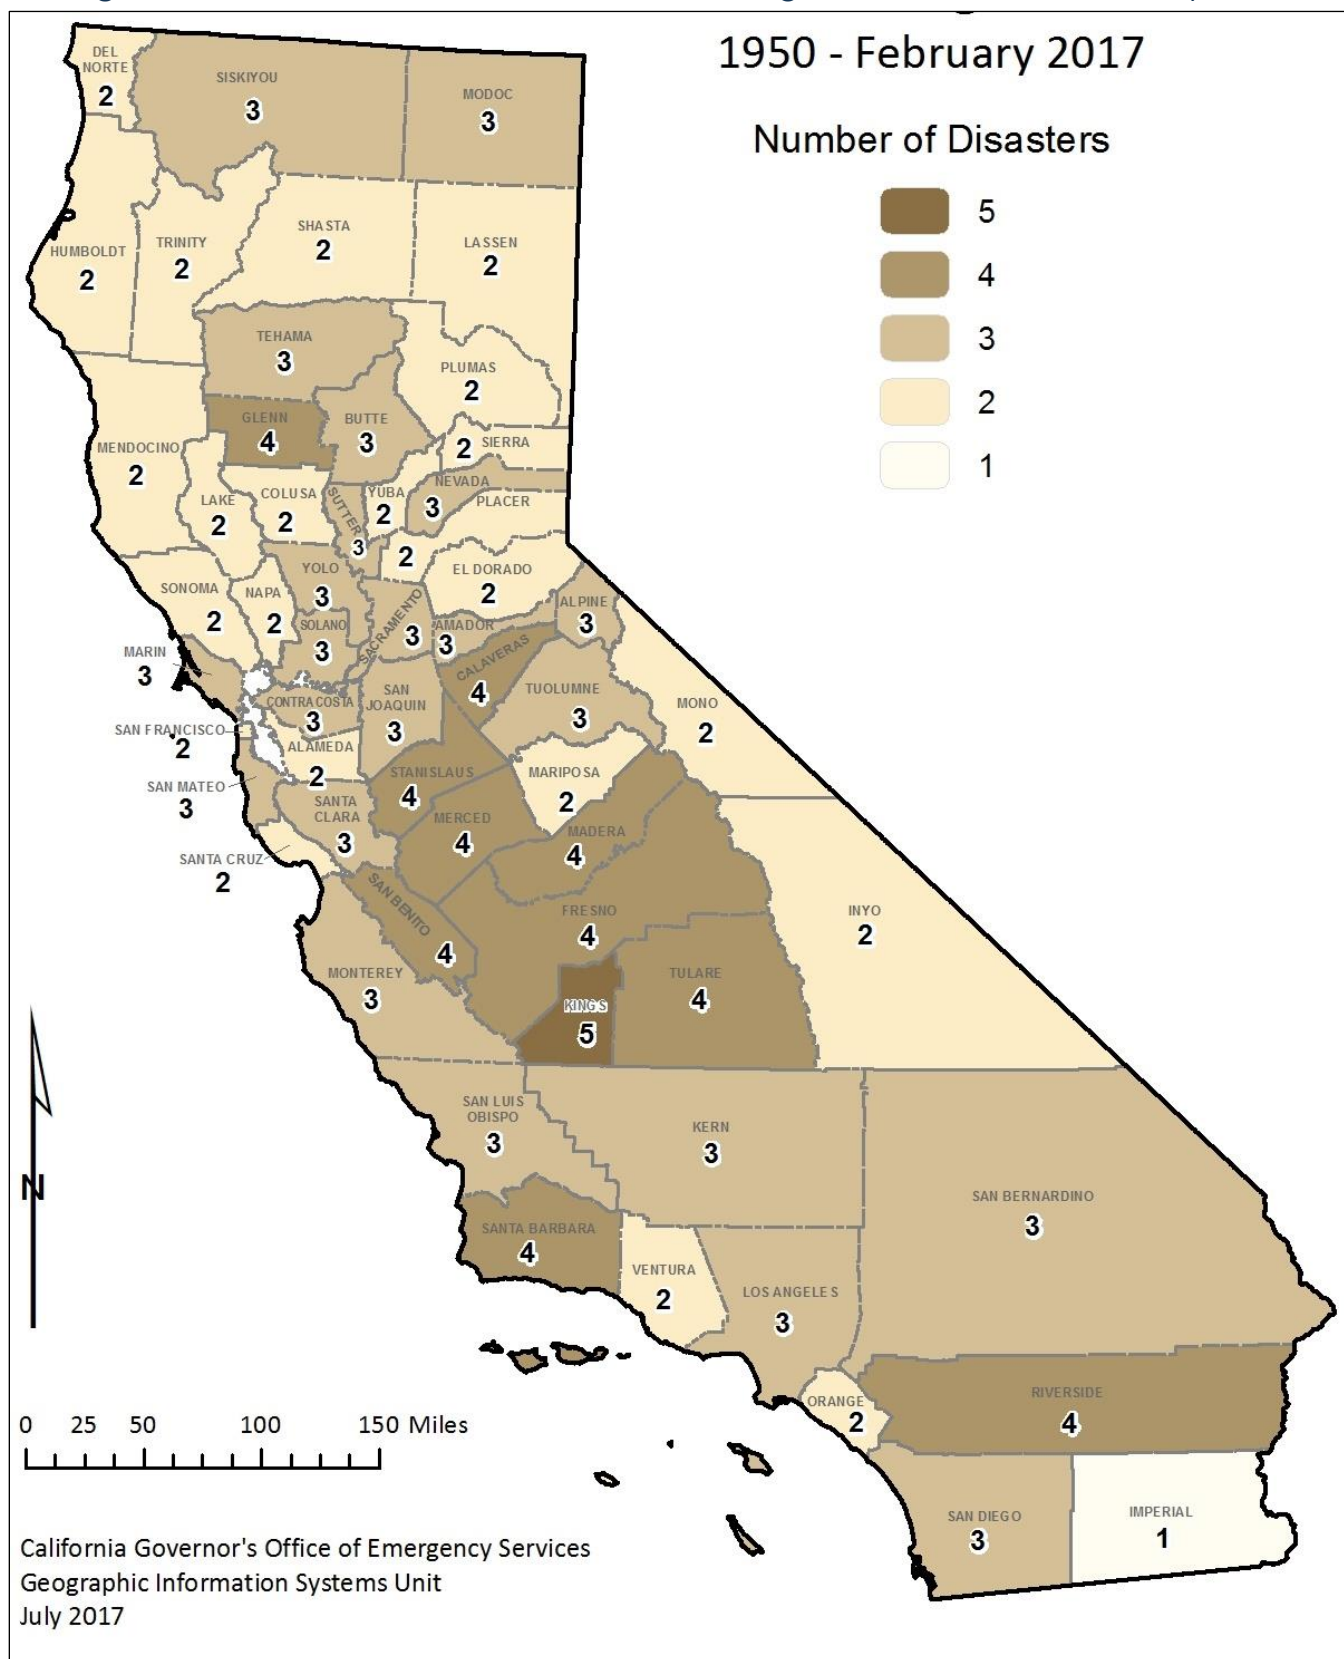 1950 - February 2017
Number of Disasters
5
4
3
2
1
DEL
NORTE
2
SISKIYOU
3
MODOC
3
HUMBOLDT
2
TRINITY
2
SHASTA
2
LASSEN
2
TEHAMA
3
PLUMAS
2
GLENN
4
BUTTE
3
MENDOCINO
2
SIERRA
2
LAKE
2
COLUSA
2
SUTTER
3
YUBA
2
NEVADA
3
PLACER
2
EL DORADO
2
SONOMA
2
NAPA
2
YOLO
3
SOLANO
3
SACRAMENTO
3
AMADOR
3
ALPINE
3
MARIN
3
CALAVERAS
4
TUOLUMNE
3
MONO
2
CONTRA COSTA
3
SAN
JOAQUIN
3
SAN FRANCISCO
2
ALAMEDA
2
STANISLAUS
4
MARIPOSA
2
SAN MATEO
3
SANTA
CLARA
3
MERCED
4
MADERA
4
SANTA CRUZ
2
SAN BENITO
4
FRESNO
4
INYO
2
MONTEREY
3
KINGS
5
TULARE
4
SAN LUIS
OBISPO
3
KERN
3
SAN BERNARDINO
3
SANTA BARBARA
4
VENTURA
2
LOS ANGELES
3
ORANGE
2
RIVERSIDE
4
SAN DIEGO
3
IMPERIAL
1
N
0 25 50 100 150 Miles
California Governor's Office of Emergency Services
Geographic Information Systems Unit
July 2017